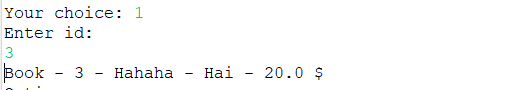 Your choice: 1
Enter id:
3
Book - 3 - Hahaha - Hai - 20.0 $